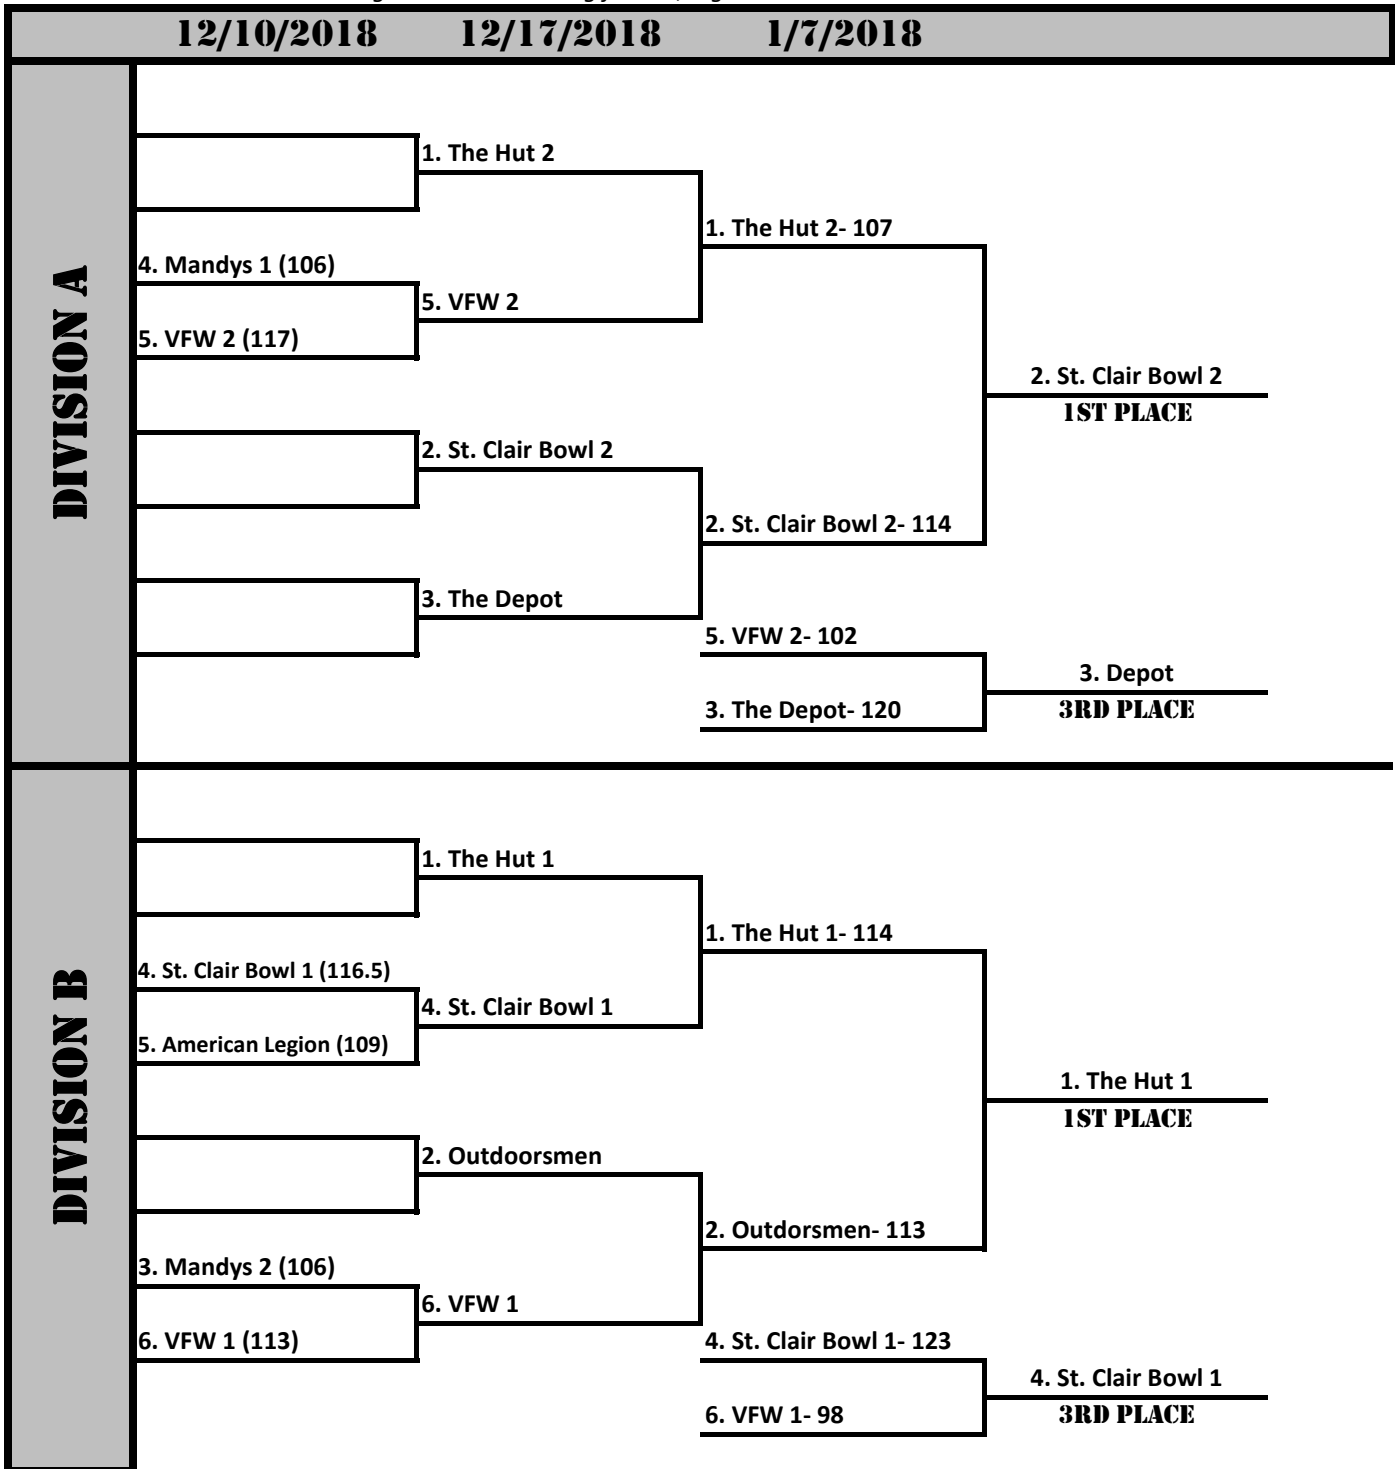 12/10/2018 12/17/2018 1/7/2018
DIVISION A
1. The Hut 2
1. The Hut 2- 107
4. Mandys 1 (106)
5. VFW 2
5. VFW 2 (117)
2. St. Clair Bowl 2
1ST PLACE
2. St. Clair Bowl 2
2. St. Clair Bowl 2- 114
3. The Depot
5. VFW 2- 102
3. Depot
3. The Depot- 120
3RD PLACE
DIVISION B
1. The Hut 1
1. The Hut 1- 114
4. St. Clair Bowl 1 (116.5)
4. St. Clair Bowl 1
5. American Legion (109)
1. The Hut 1
1ST PLACE
2. Outdoorsmen
2. Outdorsmen- 113
3. Mandys 2 (106)
6. VFW 1
6. VFW 1 (113)
4. St. Clair Bowl 1- 123
4. St. Clair Bowl 1
6. VFW 1- 98
3RD PLACE